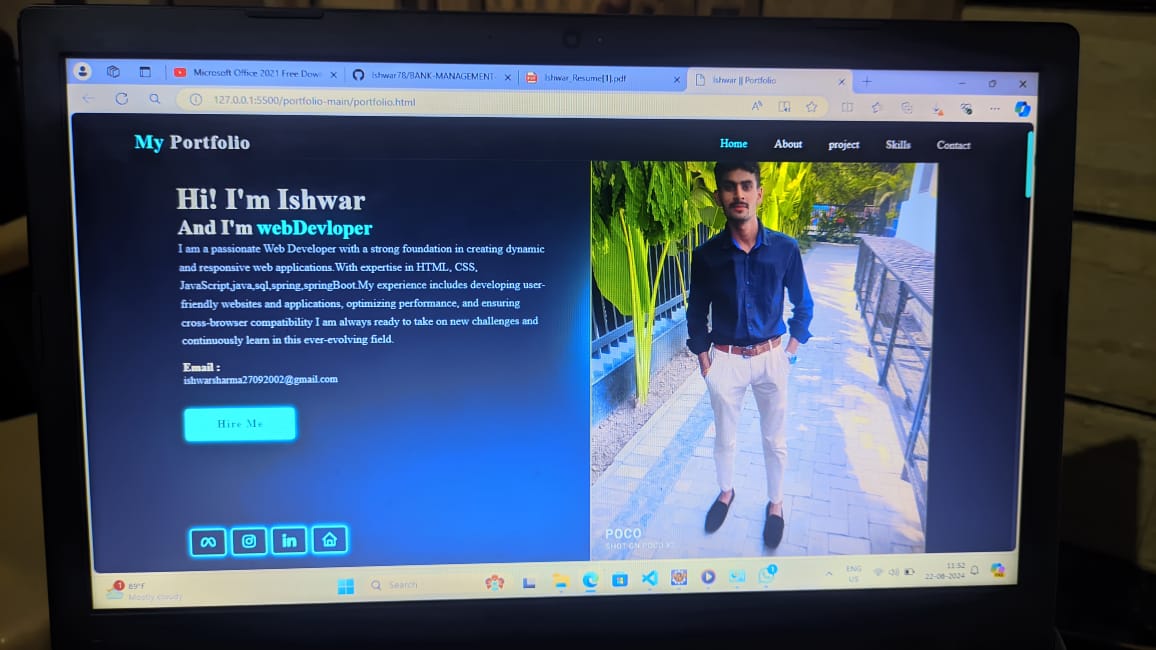 Microsoft Office 2021 Free Dow
Ishwar78/BANK-MANAGEMENT-
Ishwar_Resume[1].pdf
Ishwar || Portfolio
127.0.0.1:5500/portfolio-main/portfolio.html
My Portfolio
Home
About
project
Skills
Contact
Hi! I'm Ishwar
And I'm webDevloper
I am a passionate Web Developer with a strong foundation in creating dynamic
and responsive web applications.With expertise in HTML, CSS,
JavaScript,java,sql,spring,springBoot.My experience includes developing user-
friendly websites and applications, optimizing performance, and ensuring
cross-browser compatibility I am always ready to take on new challenges and
continuously learn in this ever-evolving field.
Email :
ishwarsharma27092002@gmail.com
Hire Me
in
POCO
SHOT ON POCO
1
89°F
Mostly cloudy
Search
1
ENG
US
11:52
22-08-2024